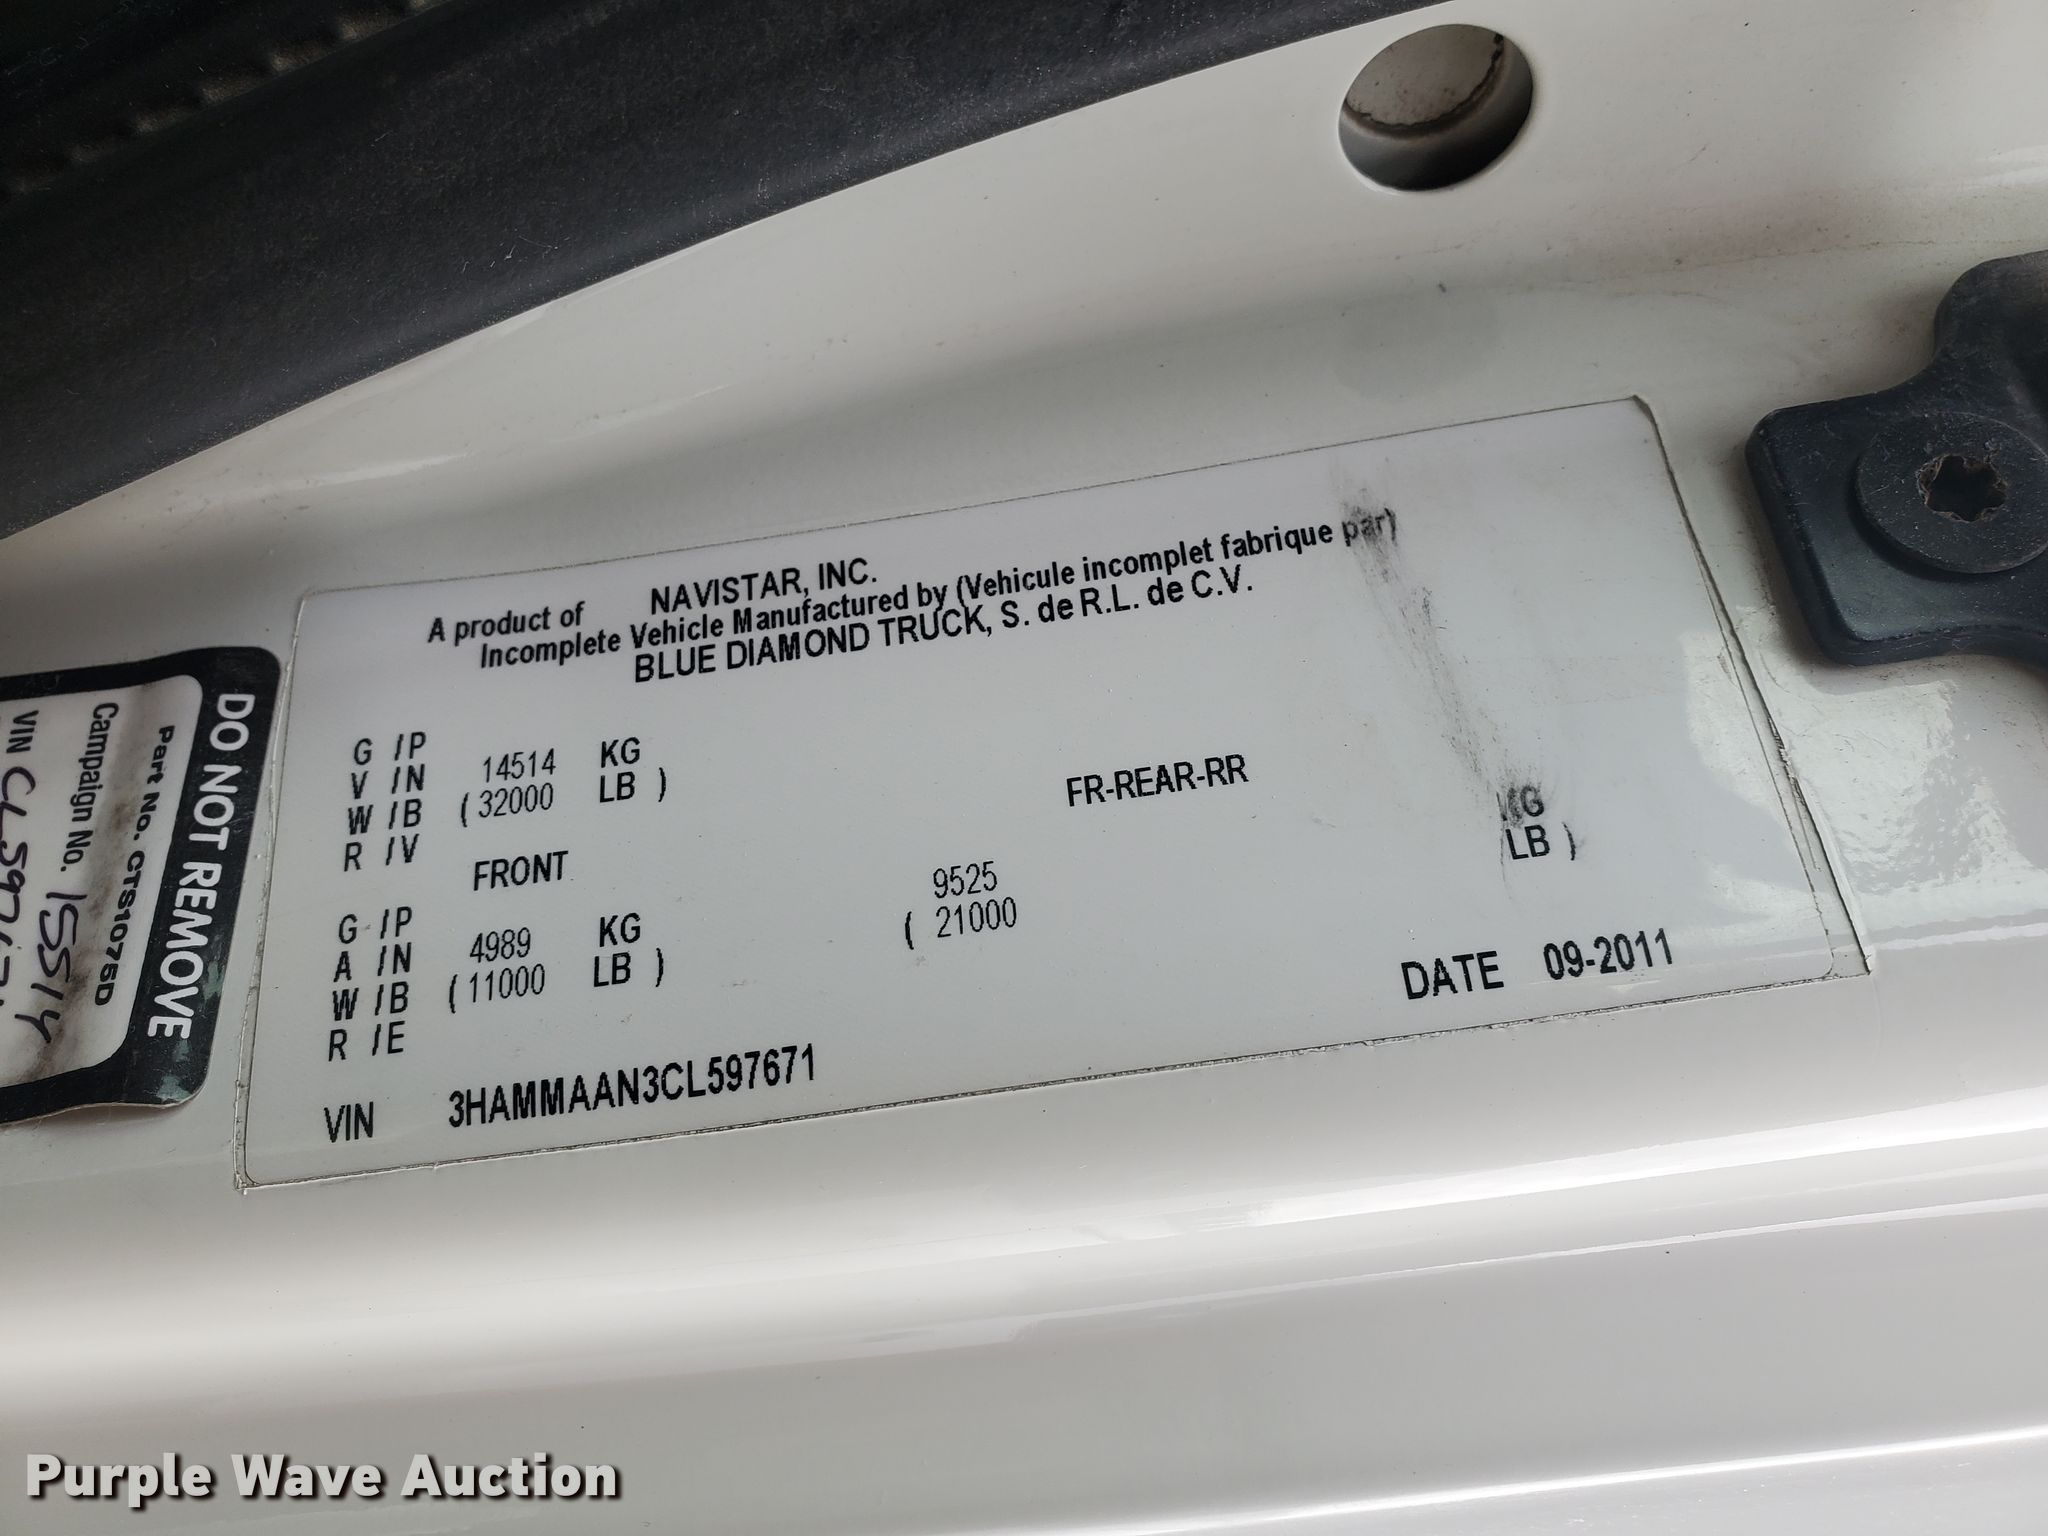 A product of NAVISTAR, INC.
Incomplete Vehicle Manufactured by (Vehicule incomplet fabrique par)
BLUE DIAMOND TRUCK, S. de R.L. de C.V.
G / P
V / N 14514 KG
W / B ( 32000 LB )
R / V
FRONT FR-REAR-RR
G / P
A / N 4989 KG 9525 KG
W / B ( 11000 LB ) ( 21000 LB )
R / E
DATE 09-2011
VIN 3HAMMAAN3CL597671
DO NOT REMOVE
Part No. CTS1075D
Campaign No. 15514
VIN CL5976
Purple Wave Auction